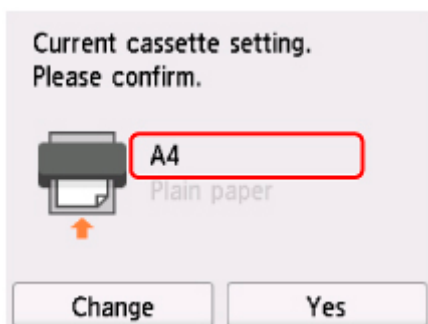 Current cassette setting.
Please confirm.
A4
Plain paper
Change
Yes